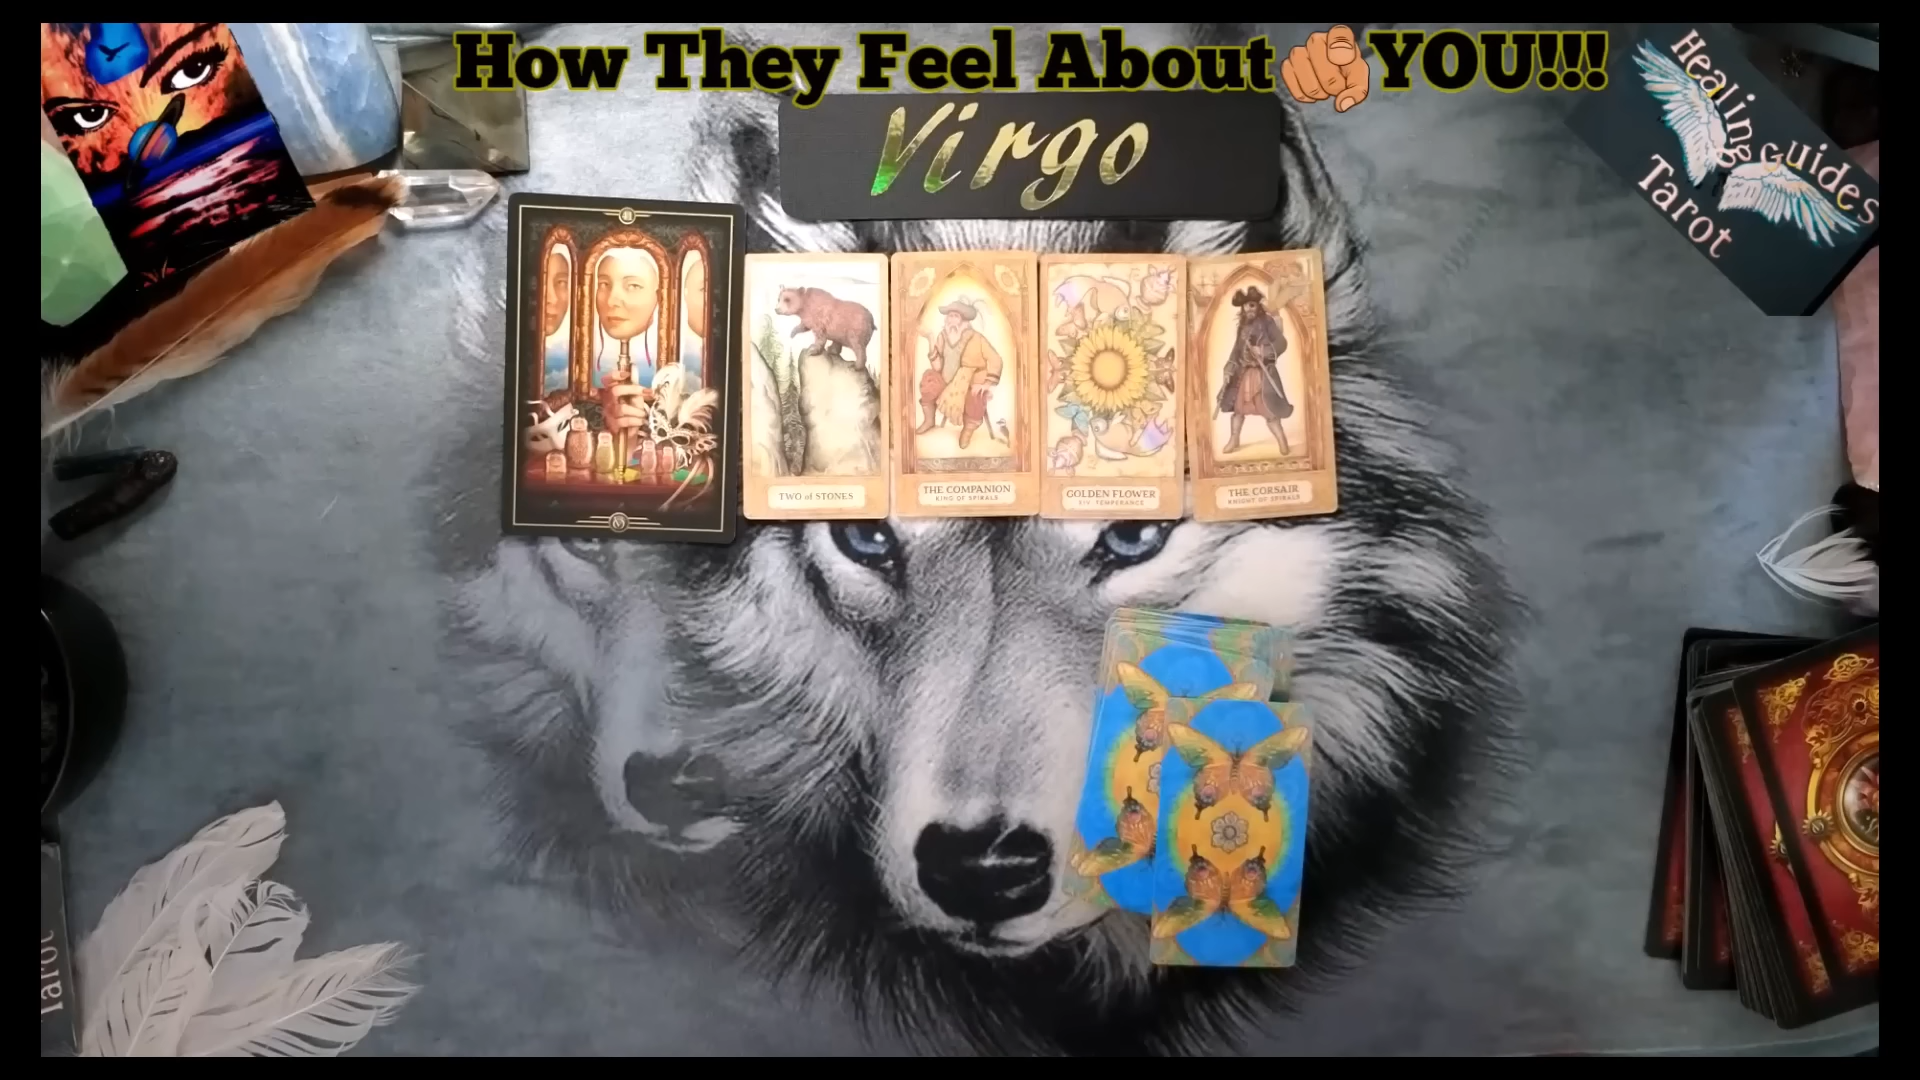 How They Feel About YOU!!!
Virgo
Healing
Guides
Tarot
41
TWO of STONES
THE COMPANION
KING OF SPIRALS
GOLDEN FLOWER
XIV. TEMPERANCE
THE CORSAIR
KNIGHT OF SPIRALS
Tarot